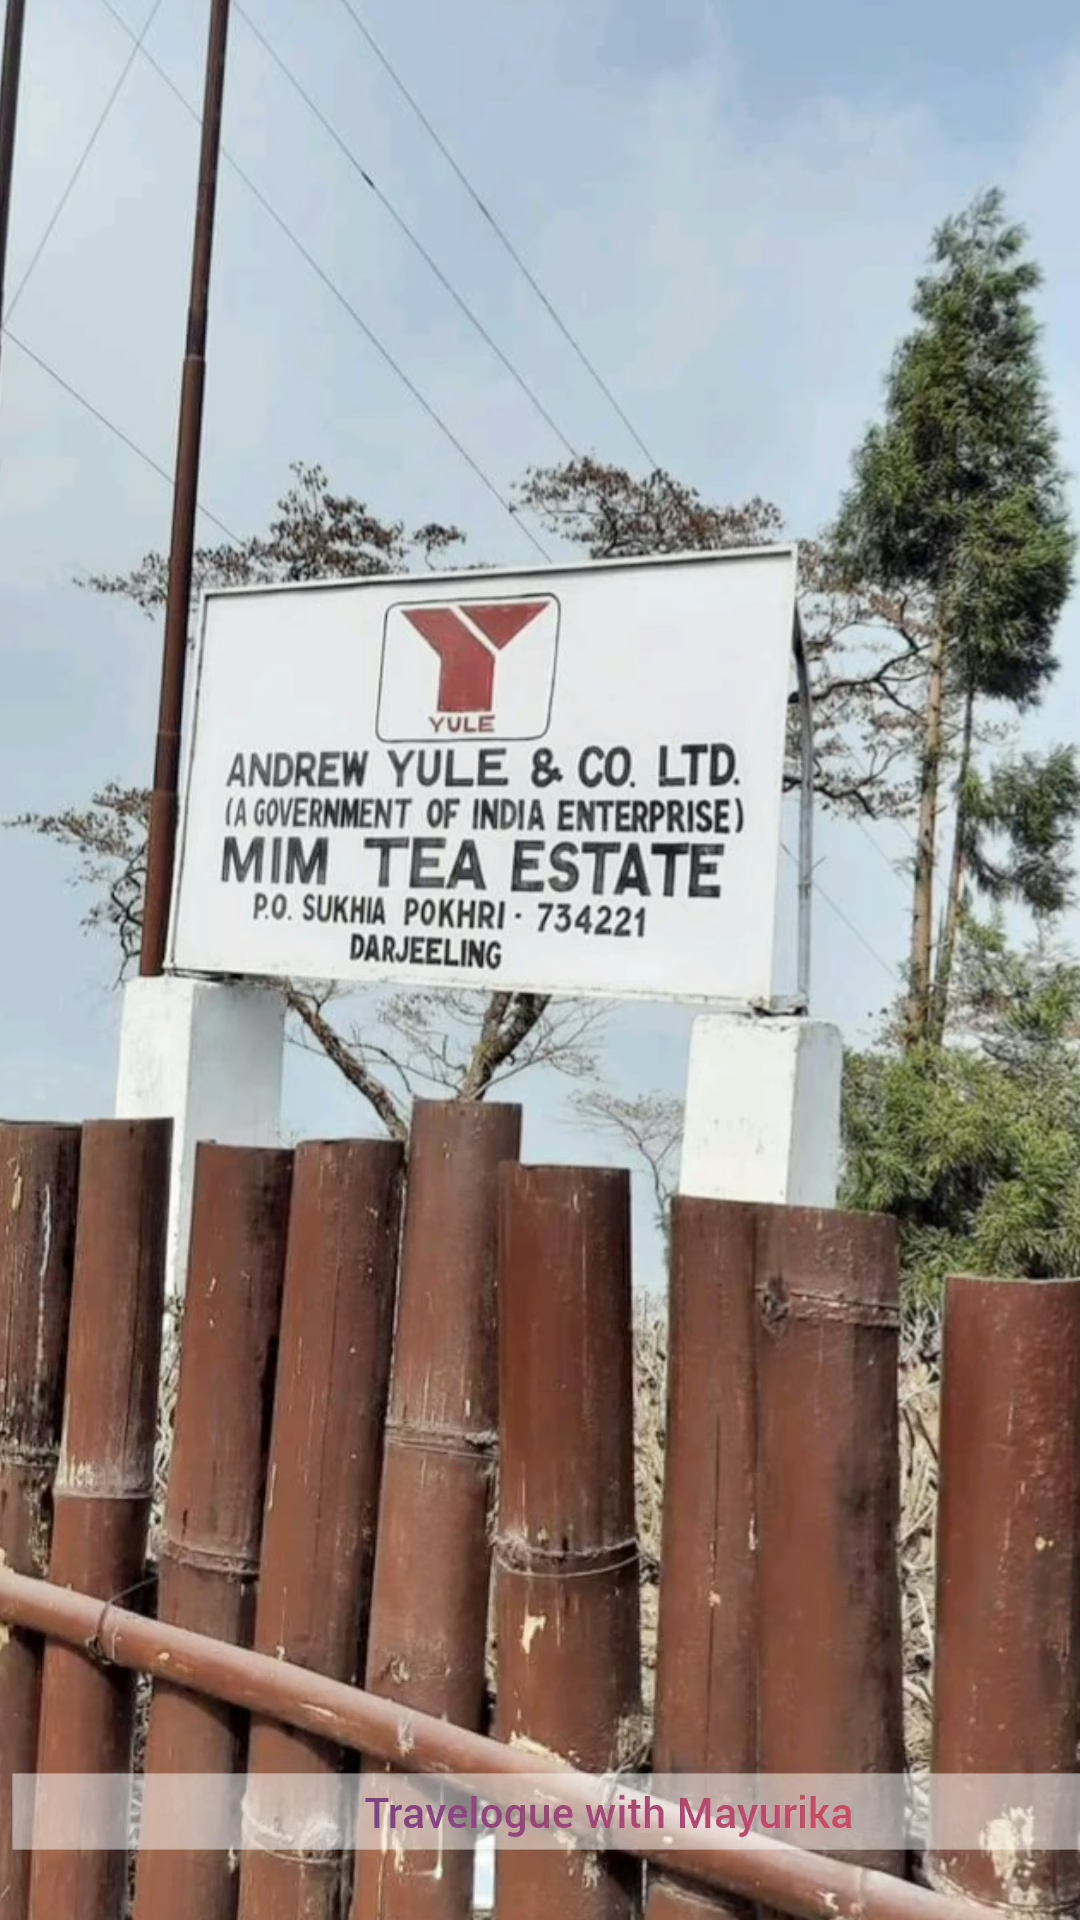 YULE
ANDREW YULE & CO. LTD.
(A GOVERNMENT OF INDIA ENTERPRISE)
MIM TEA ESTATE
P.O. SUKHIA POKHRI · 734221
DARJEELING
Travelogue with Mayurika